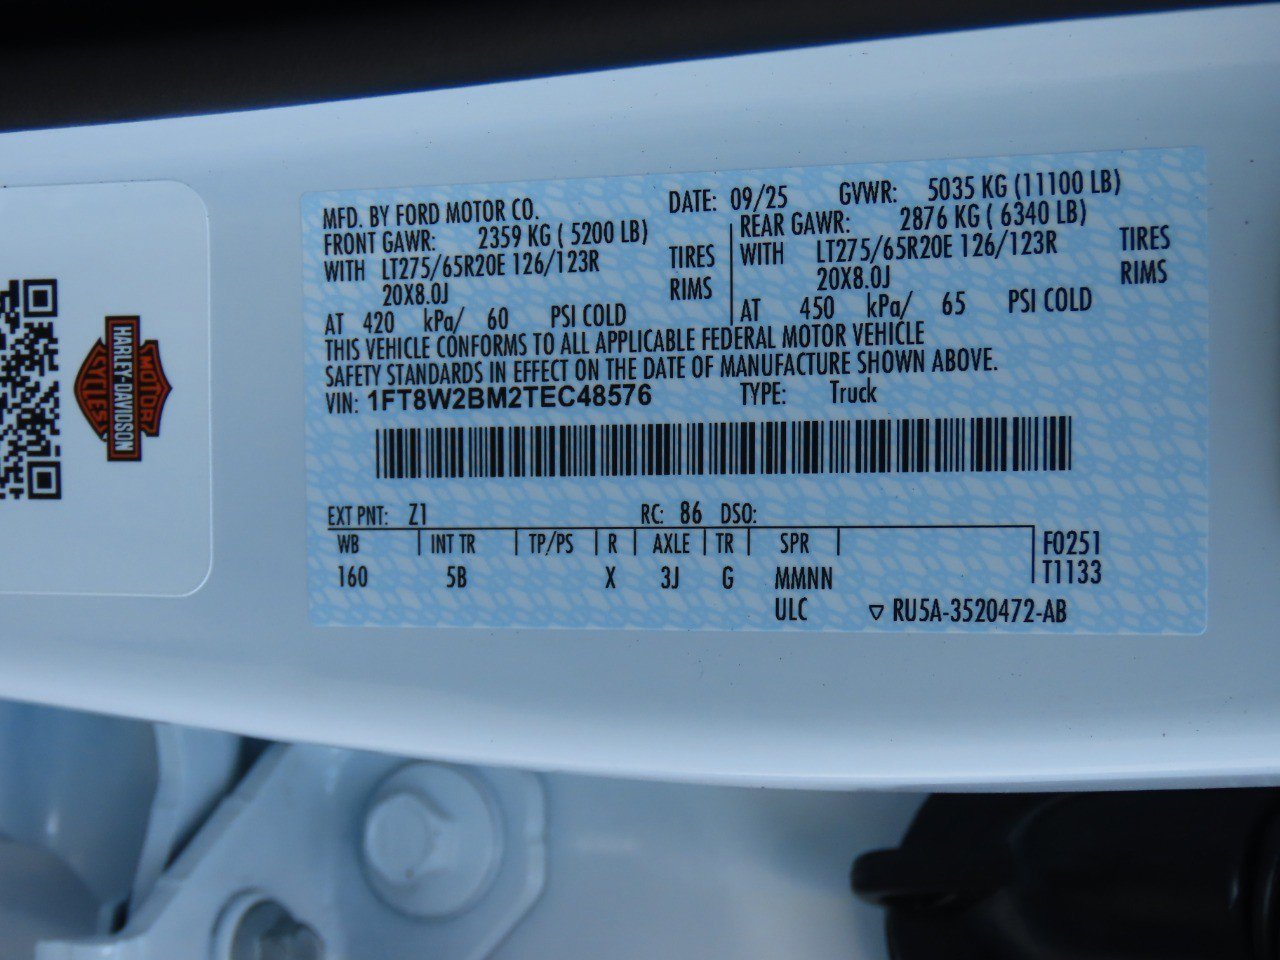 MFD. BY FORD MOTOR CO. DATE: 09/25 GVWR: 5035 KG (11100 LB)
FRONT GAWR: 2359 KG ( 5200 LB) REAR GAWR: 2876 KG ( 6340 LB)
WITH LT275/65R20E 126/123R TIRES WITH LT275/65R20E 126/123R TIRES
20X8.0J RIMS 20X8.0J RIMS
AT 420 kPa/ 60 PSI COLD AT 450 kPa/ 65 PSI COLD
THIS VEHICLE CONFORMS TO ALL APPLICABLE FEDERAL MOTOR VEHICLE
SAFETY STANDARDS IN EFFECT ON THE DATE OF MANUFACTURE SHOWN ABOVE.
VIN: 1FT8W2BM2TEC48576 TYPE: Truck
EXT PNT: Z1 RC: 86 DSO:
WB INT TR TP/PS R AXLE TR SPR F0251
160 5B X 3J G MMNN T1133
ULC RU5A-3520472-AB
MOTOR
HARLEY-DAVIDSON
CYCLES